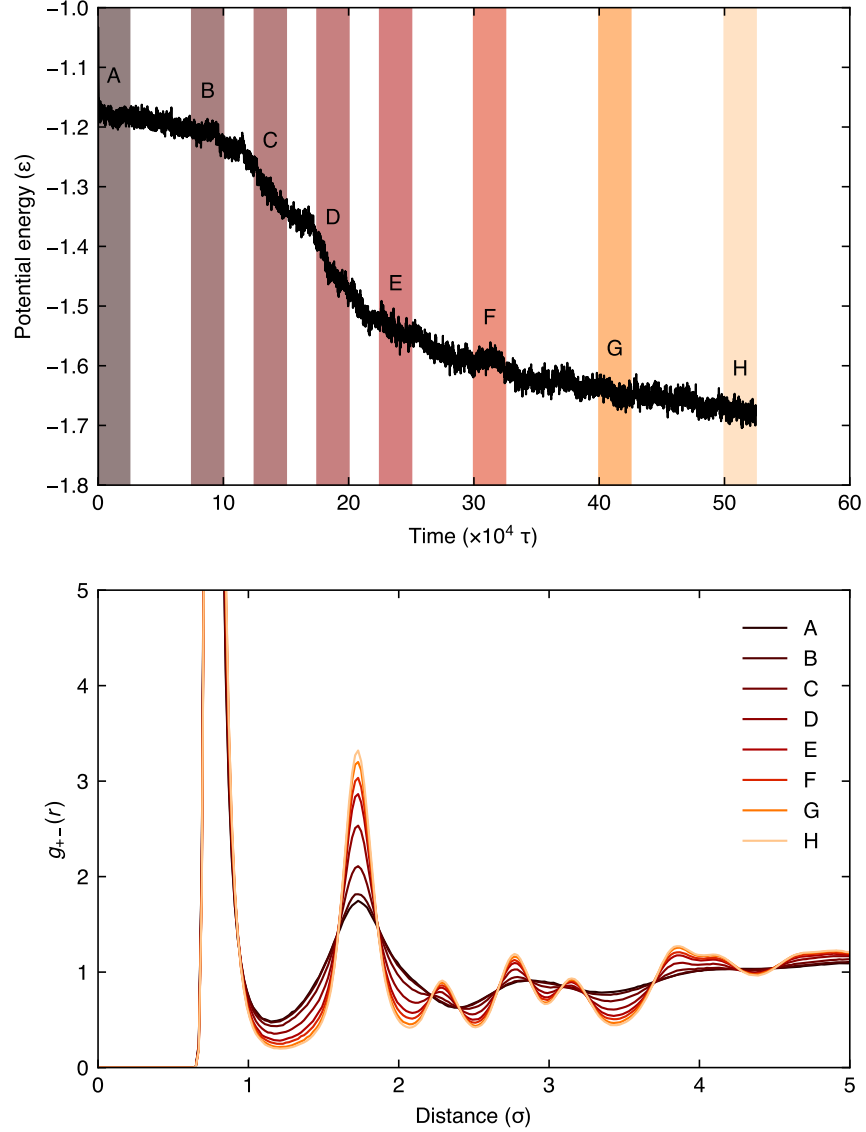 −1.0
−1.1
−1.2
−1.3
−1.4
−1.5
−1.6
−1.7
−1.8
Potential energy (ε)
A
B
C
D
E
F
G
H
0 10 20 30 40 50 60
Time (×10⁴ τ)
5
4
3
2
1
0
g₊₋(r)
A
B
C
D
E
F
G
H
0 1 2 3 4 5
Distance (σ)